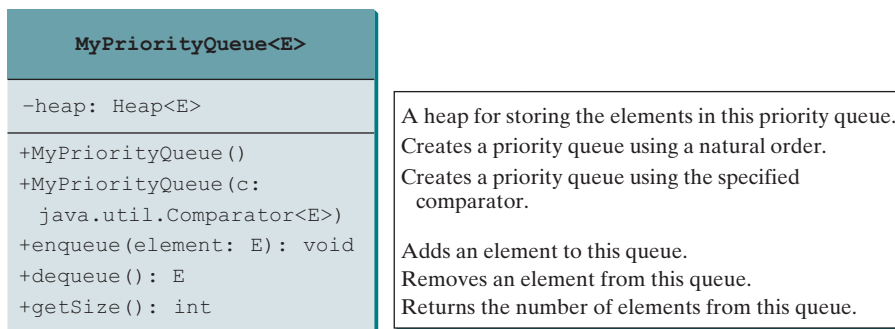 MyPriorityQueue<E>
-heap: Heap<E>
+MyPriorityQueue()
+MyPriorityQueue(c:
java.util.Comparator<E>)
+enqueue(element: E): void
+dequeue(): E
+getSize(): int
A heap for storing the elements in this priority queue.
Creates a priority queue using a natural order.
Creates a priority queue using the specified
comparator.
Adds an element to this queue.
Removes an element from this queue.
Returns the number of elements from this queue.